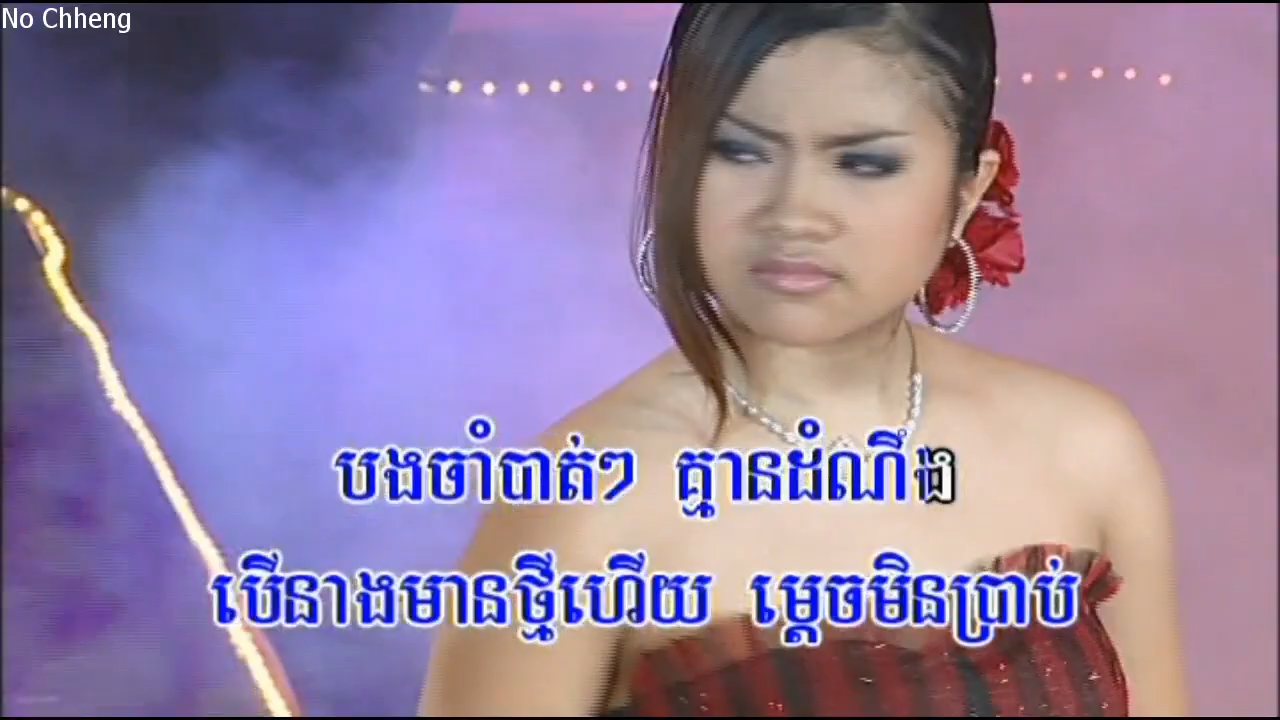 No Chheng
បងចាំបាត់ៗ គ្មានដំណឹង
បើនាងមានថ្មីហើយ ម្ដេចមិនប្រាប់